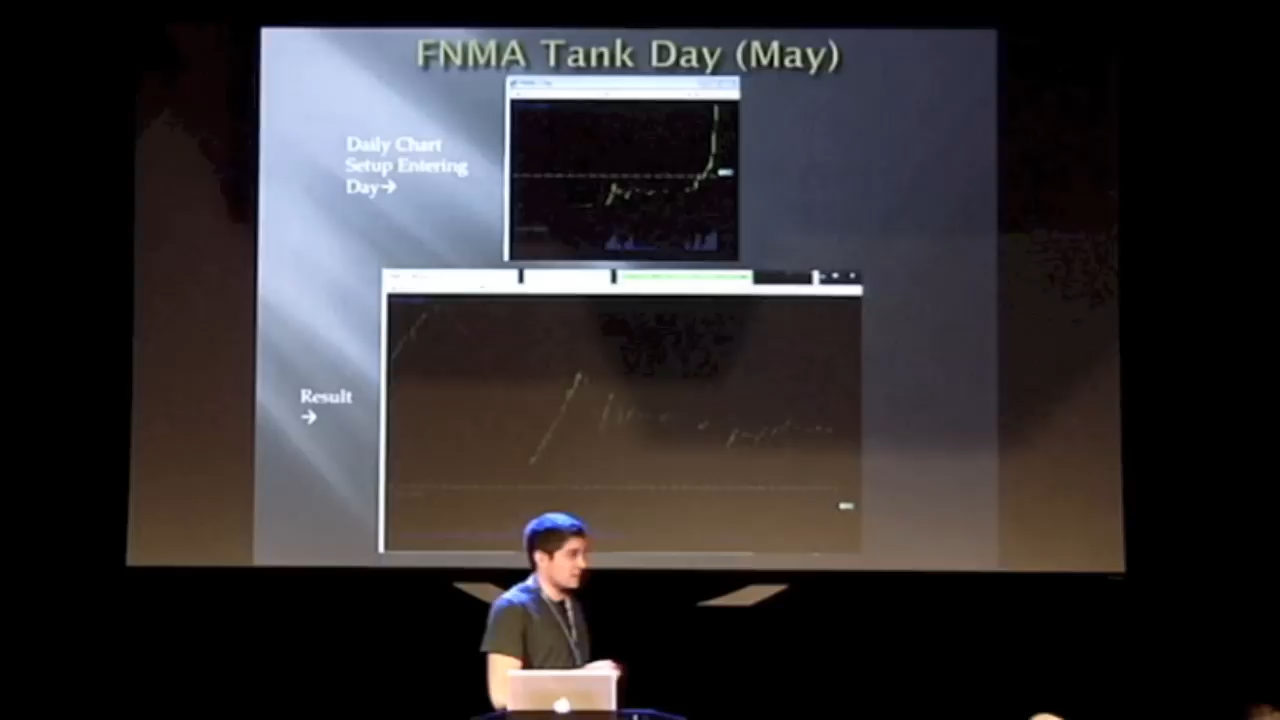 FNMA Tank Day (May)
Daily Chart
Setup Entering
Day→
Result
→